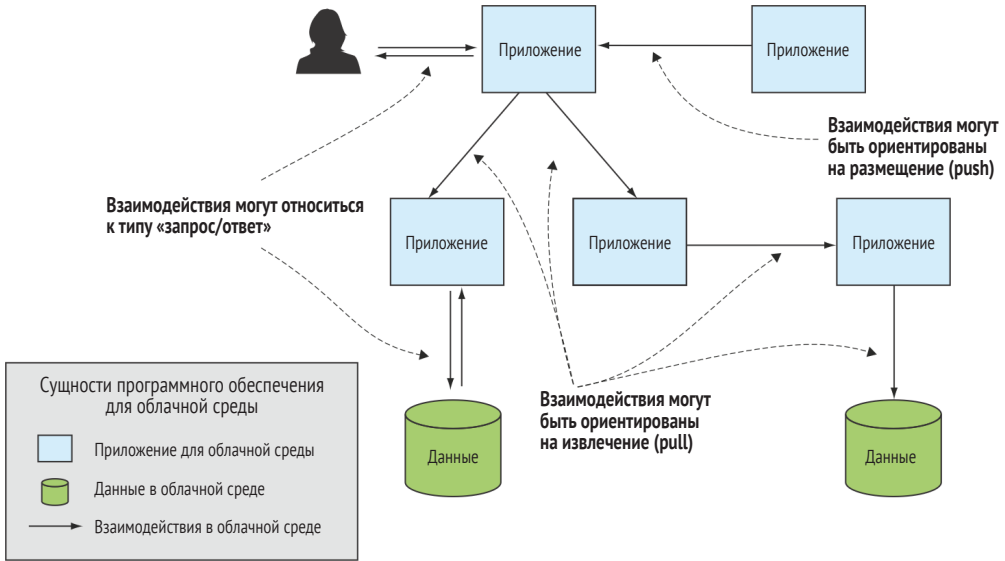 Приложение
Приложение
Взаимодействия могут
быть ориентированы
на размещение (push)
Взаимодействия могут относиться
к типу «запрос/ответ»
Приложение
Приложение
Приложение
Взаимодействия могут
быть ориентированы
на извлечение (pull)
Данные
Данные
Сущности программного обеспечения
для облачной среды
Приложение для облачной среды
Данные в облачной среде
Взаимодействия в облачной среде